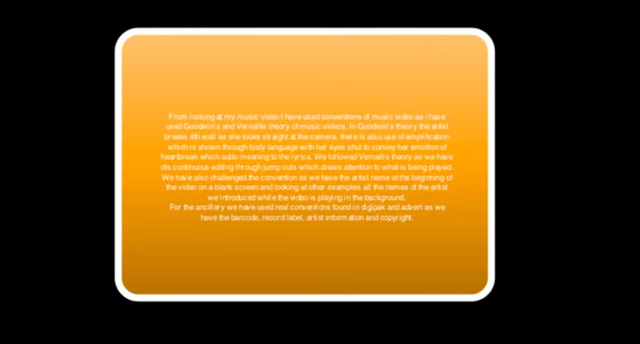 From looking at my music video I have used conventions of music video as i have
used Goodwin's and Vernallis theory of music videos. In Goodwin's theory the artist
breaks 4th wall as she looks straight at the camera, there is also use of amplification
which is shown through body language with her eyes shut to convey her emotion of
heartbreak which adds meaning to the lyrics. We followed Vernallis theory as we have
dis continuous editing through jump cuts which draws attention to what is being played.
We have also challenged the convention as we have the artist name at the beginning of
the video on a blank screen and looking at other examples all the names of the artist
we introduced while the video is playing in the background.
For the ancillary we have used real conventions found in digipak and advert as we
have the barcode, record label, artist information and copyright.